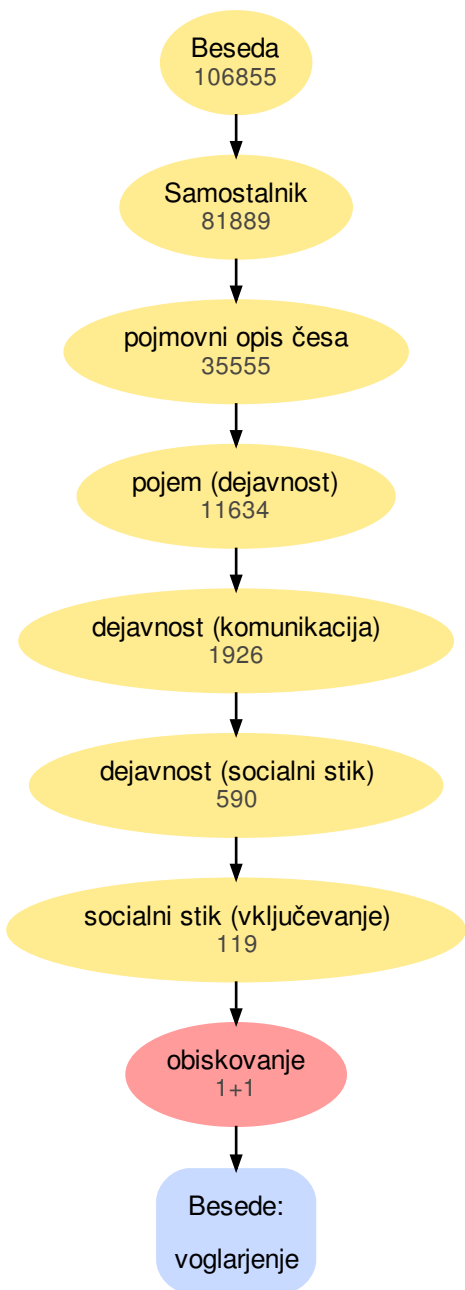 Beseda
106855
Samostalnik
81889
pojmovni opis česa
35555
pojem (dejavnost)
11634
dejavnost (komunikacija)
1926
dejavnost (socialni stik)
590
socialni stik (vključevanje)
119
obiskovanje
1+1
Besede:
voglarjenje